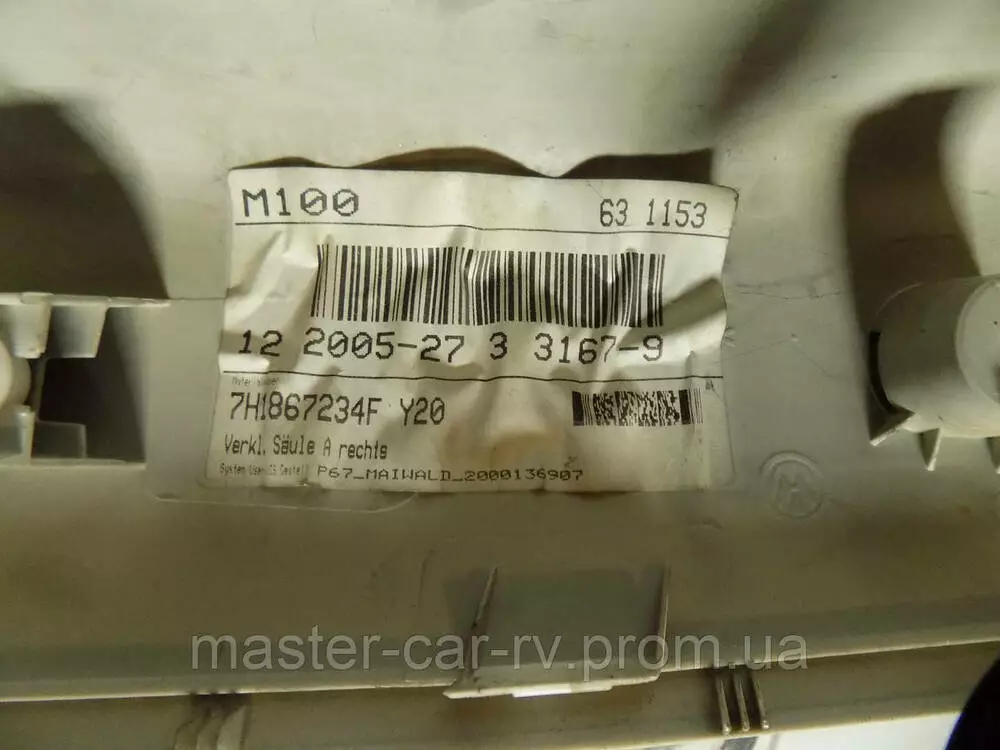 M100 63 1153
12 2005-27 3 3167-9
7H1867234F Y20
Verkl. Säule A rechts
P67_MAIWALD_2000136907
master-car-rv.prom.ua